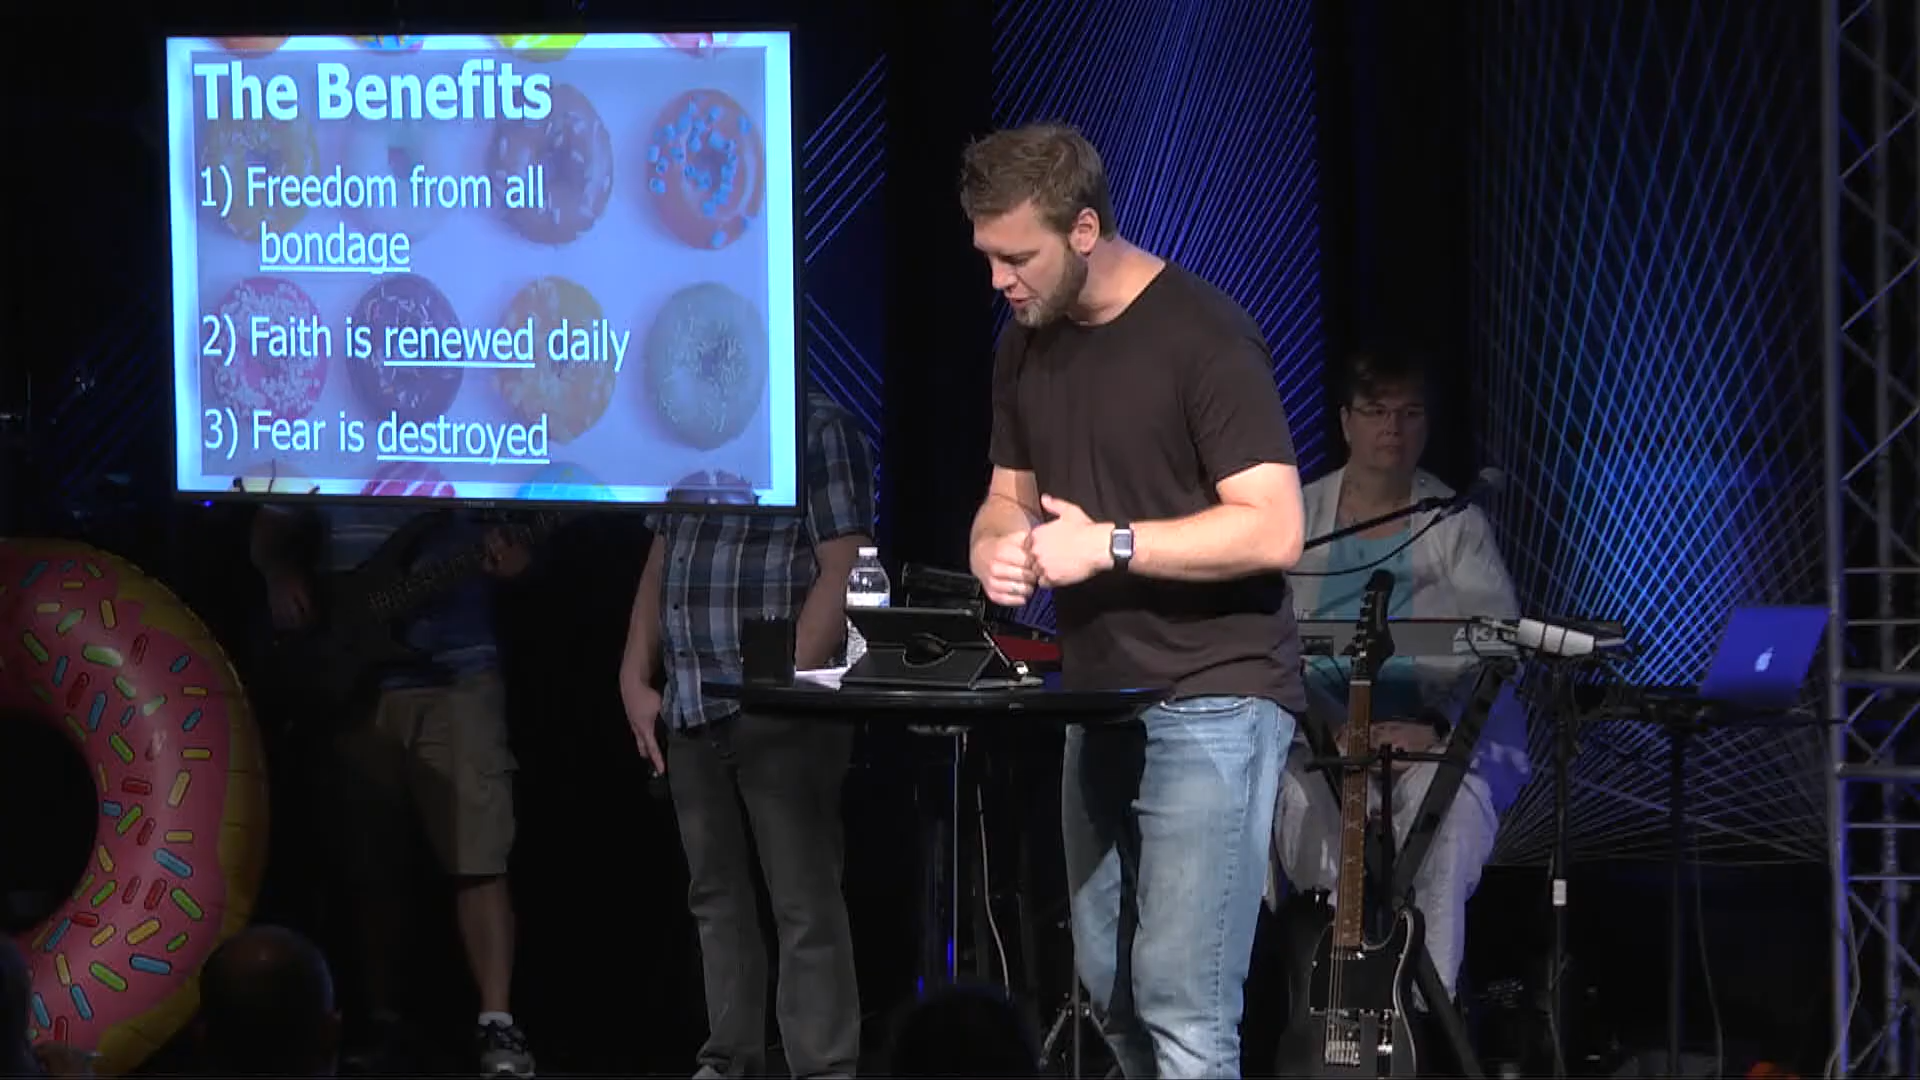 The Benefits
1) Freedom from all
bondage
2) Faith is renewed daily
3) Fear is destroyed